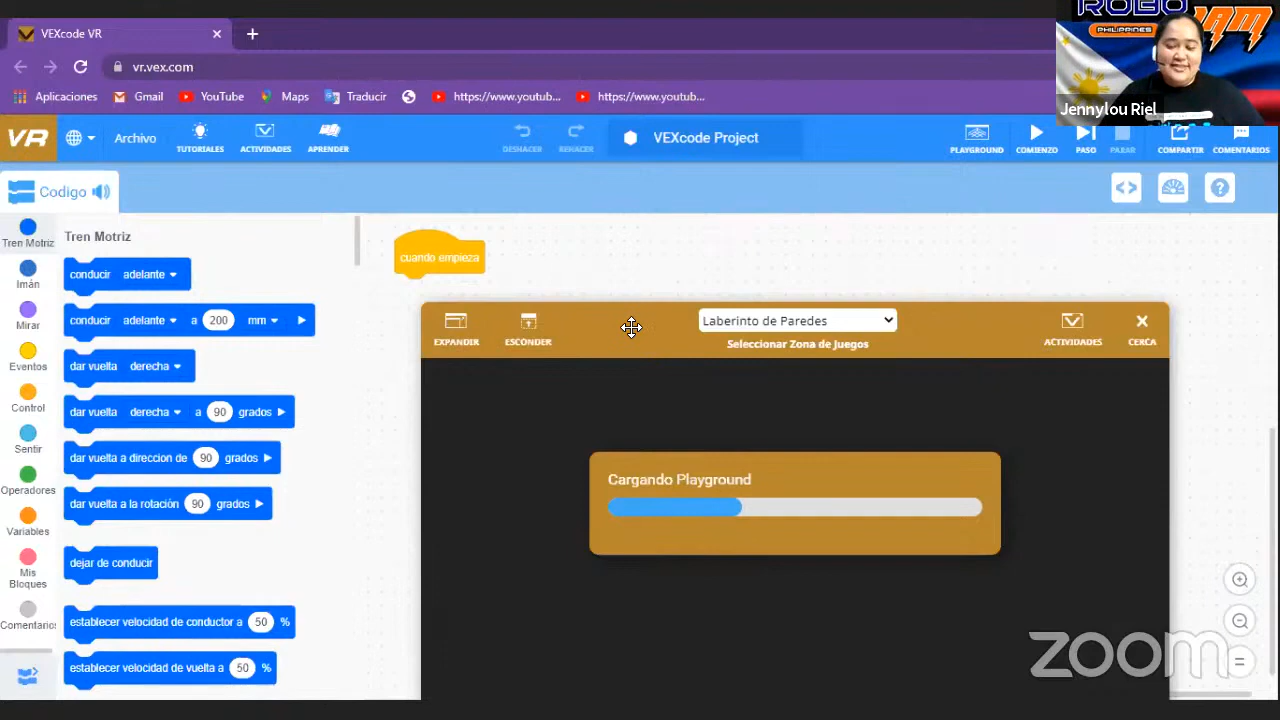 VEXcode VR
vr.vex.com
Aplicaciones
Gmail
YouTube
Maps
Traducir
https://www.youtub...
https://www.youtub...
ROBO
PHILIPPINES
JAM
Jennylou Riel
VR
Archivo
TUTORIALES
ACTIVIDADES
APRENDER
DESHACER
REHACER
VEXcode Project
PLAYGROUND
COMIENZO
PASO
PARAR
COMPARTIR
COMENTARIOS
Codigo
Tren Motriz
Imán
Mirar
Eventos
Control
Sentir
Operadores
Variables
Mis
Bloques
Comentarios
Tren Motriz
conducir adelante
conducir adelante a 200 mm
dar vuelta derecha
dar vuelta derecha a 90 grados
dar vuelta a direccion de 90 grados
dar vuelta a la rotación 90 grados
dejar de conducir
establecer velocidad de conductor a 50 %
establecer velocidad de vuelta a 50 %
cuando empieza
EXPANDIR
ESCONDER
Laberinto de Paredes
Seleccionar Zona de Juegos
ACTIVIDADES
CERCA
Cargando Playground
zoom